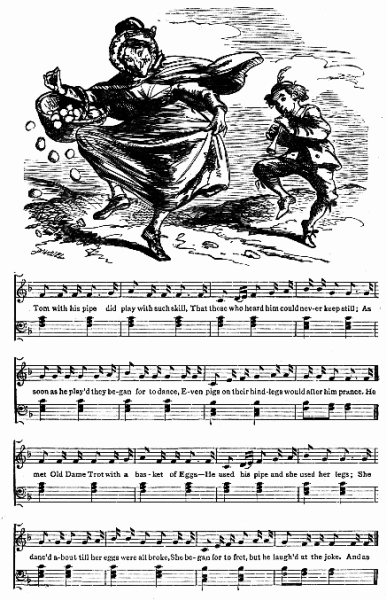 Tom with his pipe did play with such skill, That those who heard him could nev-er keep still; As
soon as he play'd they be-gan for to dance, E-ven pigs on their hind-legs would after him prance. He
met Old Dame Trot with a bas-ket of Eggs—He used his pipe and she used her legs; She
danc'd a-bout till her eggs were all broke, She be-gan for to fret, but he laugh'd at the joke. And as